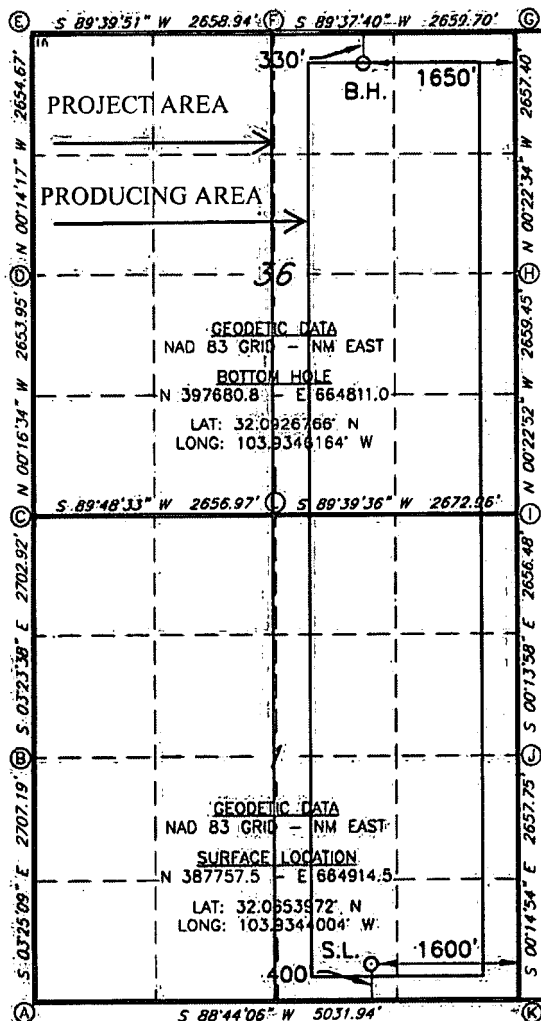 E S 89°39'51" W 2658.94' F S 89°37'40" W 2659.70' G
330'
B.H. 1650'
N 00°14'17" W 2654.67'
N 00°22'34" W 2657.40'
PROJECT AREA
PRODUCING AREA
D 36 H
GEODETIC DATA
NAD 83 GRID - NM EAST
BOTTOM HOLE
N 397680.8 - E 664811.0
LAT: 32.0926766° N
LONG: 103.9346164° W
N 00°16'34" W 2653.95'
N 00°22'52" W 2659.45'
S 89°48'33" W 2656.97' S 89°39'36" W 2672.96'
C L I
S 03°23'38" E 2702.92'
S 00°13'58" E 2656.48'
B 1 J
GEODETIC DATA
NAD 83 GRID - NM EAST
SURFACE LOCATION
N 387757.5 - E 664914.5
LAT: 32.0653972° N
LONG: 103.9344004° W
S 03°25'09" E 2707.19'
S 00°14'54" E 2657.75'
S.L. 1600'
400'
A S 88°44'06" W 5031.94' K